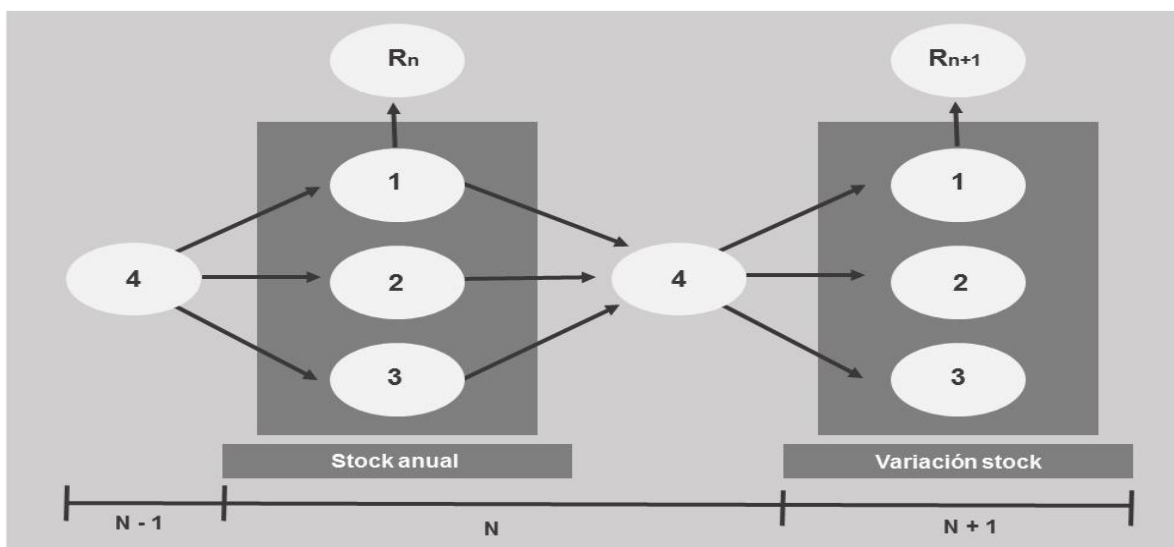 Rn
Rn+1
1
1
4
2
4
2
3
3
Stock anual
Variación stock
N - 1
N
N + 1